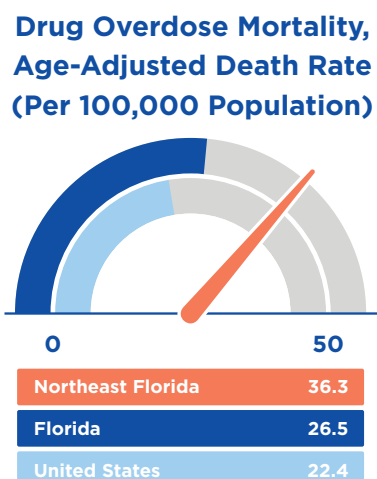 Drug Overdose Mortality,
Age-Adjusted Death Rate
(Per 100,000 Population)
0 50
Northeast Florida 36.3
Florida 26.5
United States 22.4